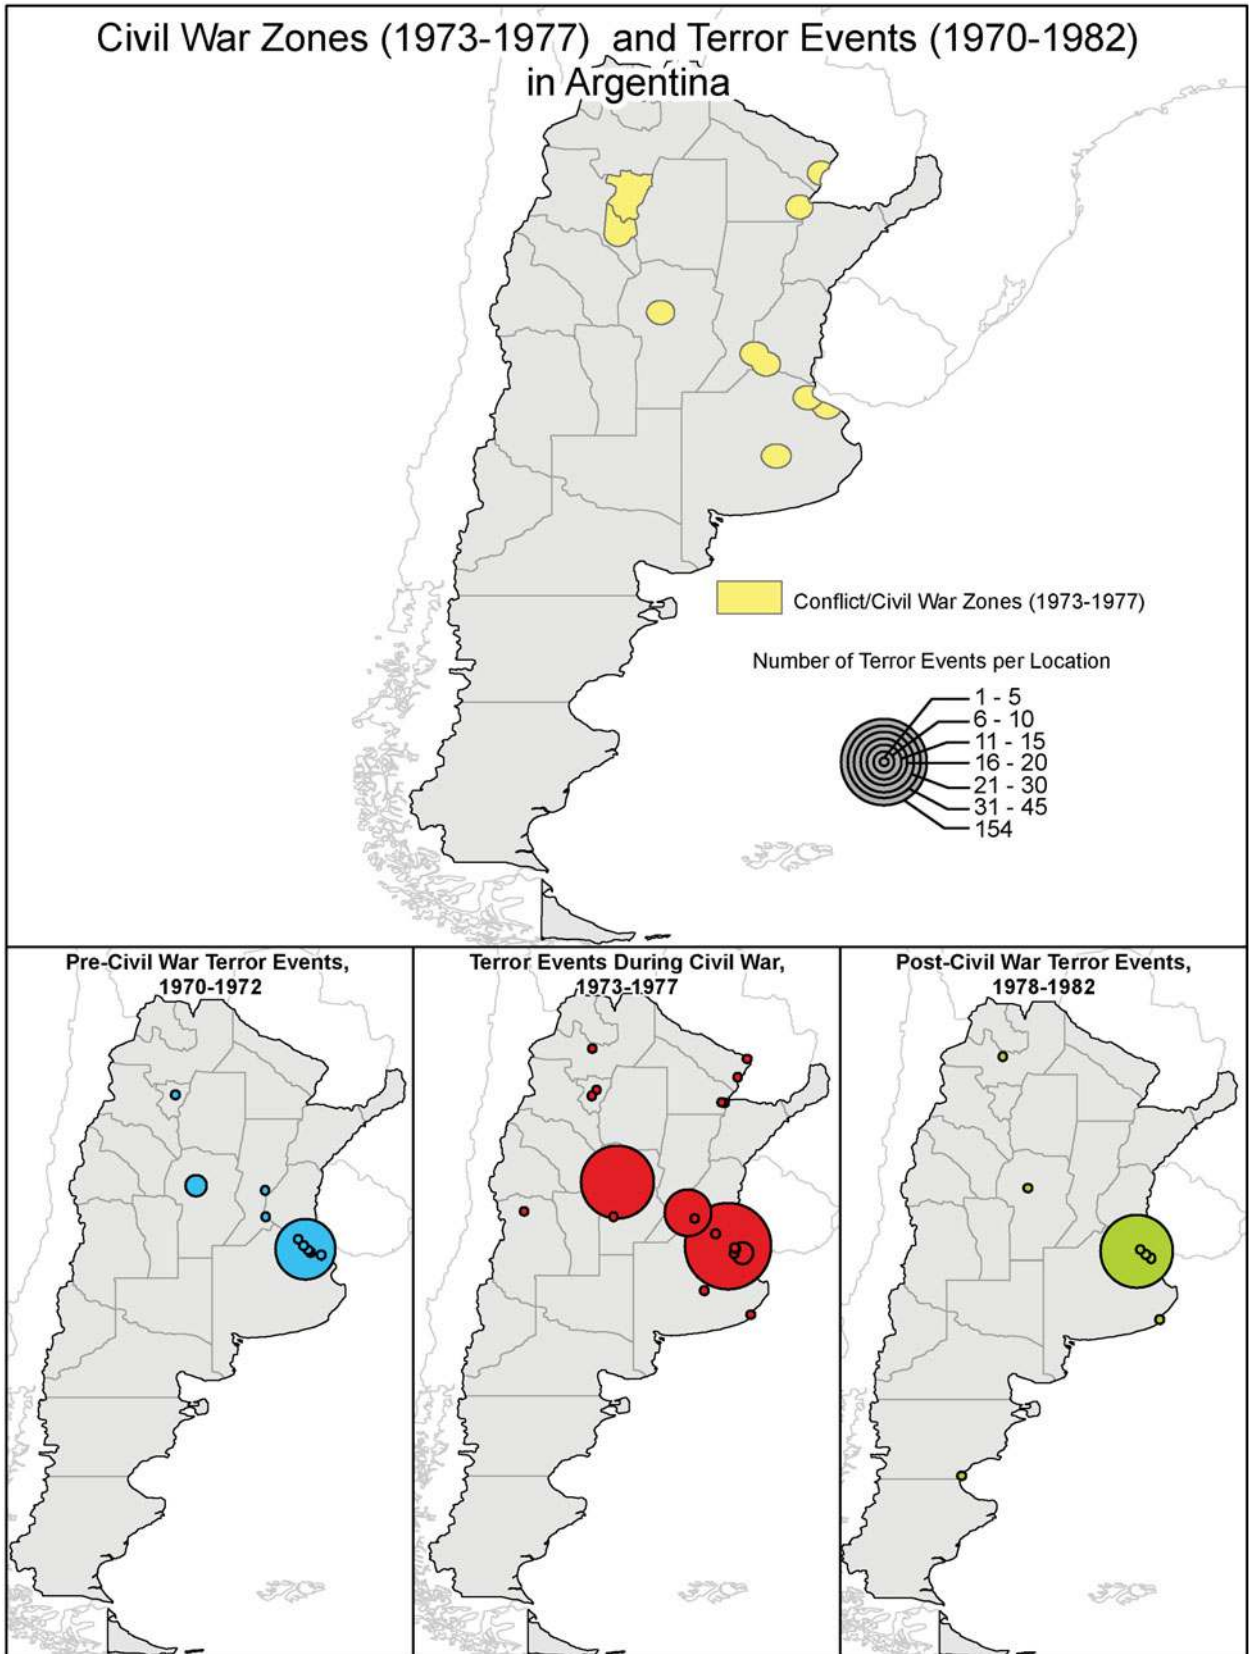 Civil War Zones (1973-1977) and Terror Events (1970-1982)
in Argentina
Conflict/Civil War Zones (1973-1977)
Number of Terror Events per Location
1 - 5
6 - 10
11 - 15
16 - 20
21 - 30
31 - 45
154
Pre-Civil War Terror Events,
1970-1972
Terror Events During Civil War,
1973-1977
Post-Civil War Terror Events,
1978-1982